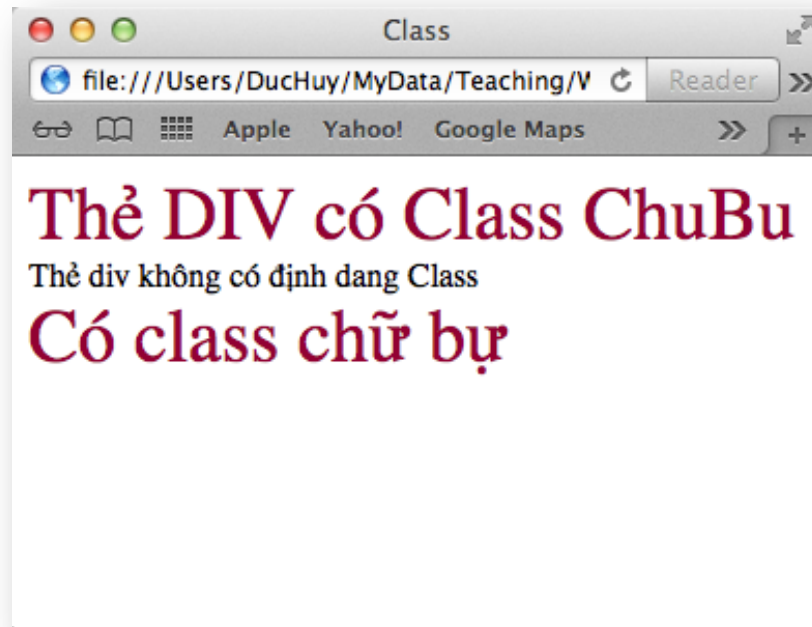 Class
file:///Users/DucHuy/MyData/Teaching/W
Reader
Apple Yahoo! Google Maps
Thẻ DIV có Class ChuBu
Thẻ div không có định dang Class
Có class chữ bự